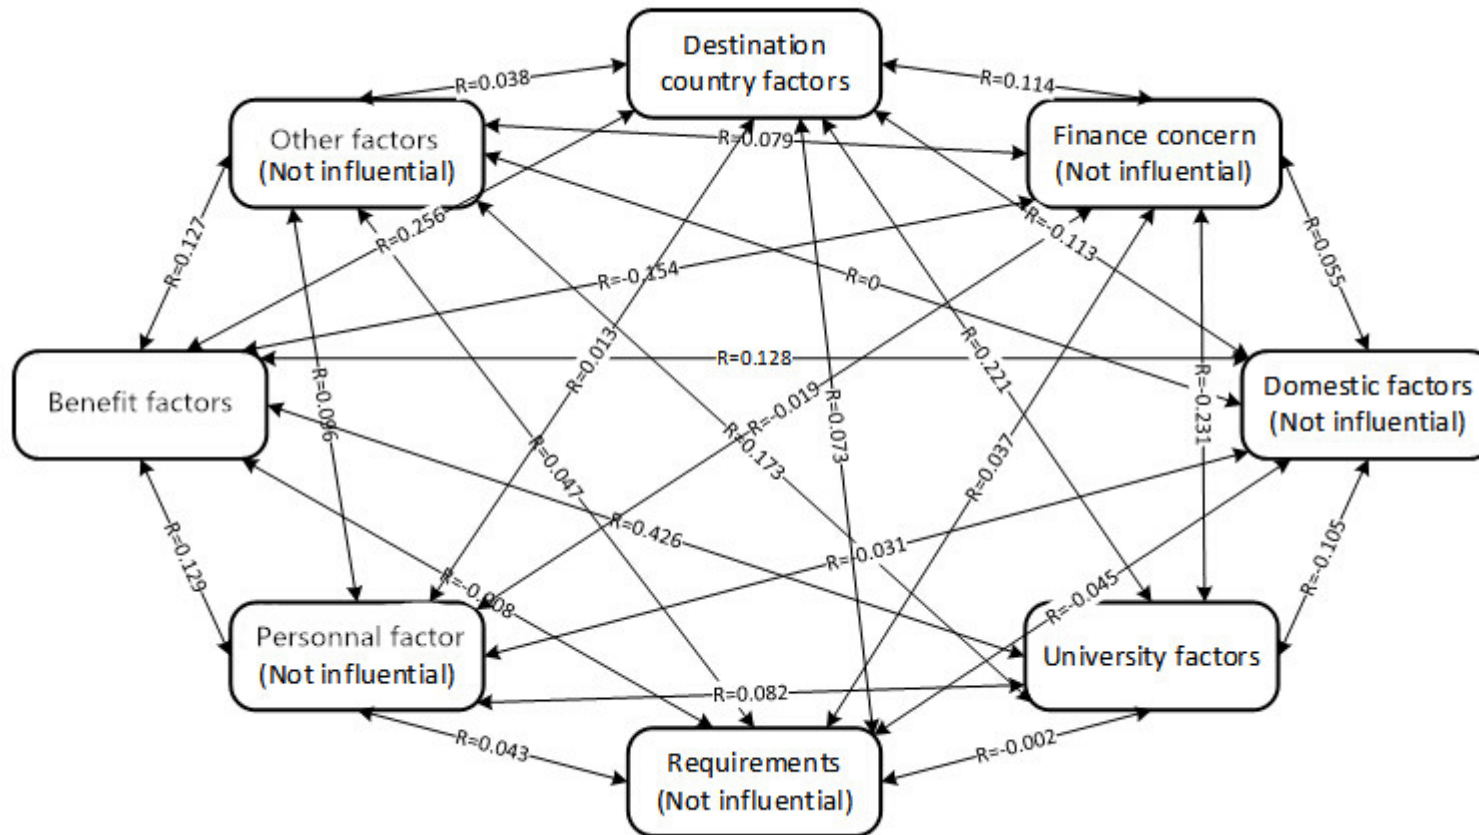 Destination
country factors
R=0.038
R=0.114
Other factors
(Not influential)
R=0.079
Finance concern
(Not influential)
R=0.256
R=-0.113
R=0.127
R=-0.154
R=0
R=0.055
R=0.013
R=0.128
R=0.221
Benefit factors
R=0.096
R=-0.019
R=0.073
R=0.173
R=0.037
R=-0.231
Domestic factors
(Not influential)
R=0.047
R=0.426
R=-0.031
R=0.129
R=-0.008
R=-0.045
R=-0.105
Personnal factor
(Not influential)
University factors
R=0.082
R=0.043
R=-0.002
Requirements
(Not influential)